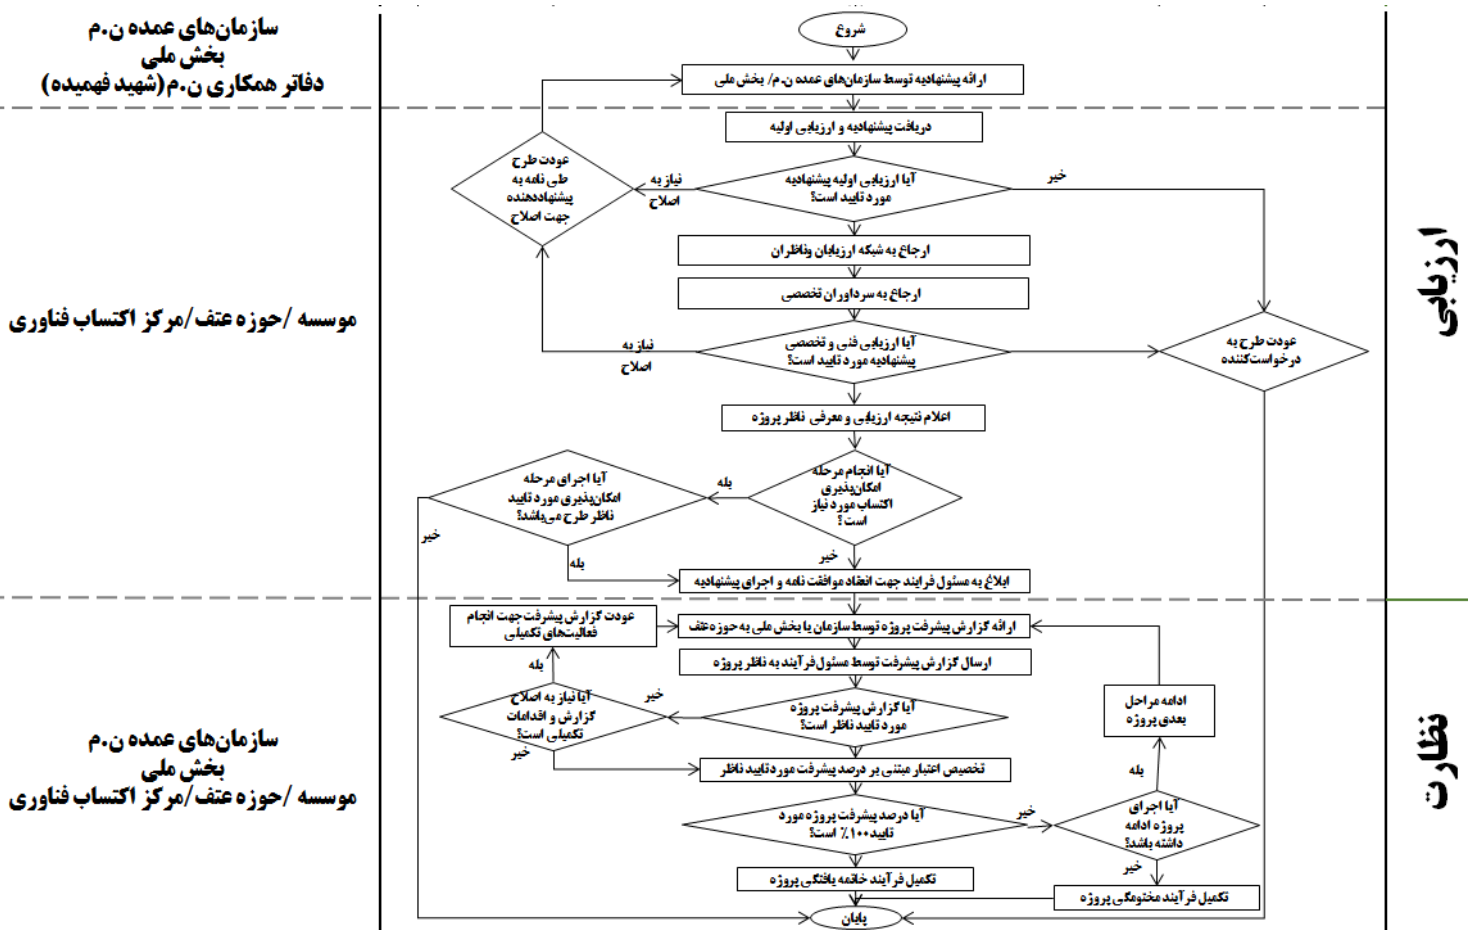 سازمان‌های عمده ن.م
بخش ملی
دفاتر همکاری ن.م(شهید فهمیده)
شروع
ارائه پیشنهادیه توسط سازمان‌های عمده ن.م/ بخش ملی
دریافت پیشنهادیه و ارزیابی اولیه
آیا ارزیابی اولیه پیشنهادیه
مورد تایید است؟
خیر
نیاز به
اصلاح
عودت طرح
طی نامه به
پیشنهاددهنده
جهت اصلاح
ارجاع به شبکه ارزیابان وناظران
ارجاع به سرداوران تخصصی
ارزیابی
موسسه /حوزه عتف/مرکز اکتساب فناوری
آیا ارزیابی فنی و تخصصی
پیشنهادیه مورد تایید است؟
نیاز به
اصلاح
عودت طرح به
درخواست‌کننده
اعلام نتیجه ارزیابی و معرفی ناظر پروژه
آیا انجام مرحله
امکان‌پذیری
اکتساب مورد نیاز
است ؟
بله
آیا اجرای مرحله
امکان‌پذیری مورد تایید
ناظر طرح می‌باشد؟
خیر
خیر
بله
ابلاغ به مسئول فرایند جهت انعقاد موافقت نامه و اجرای پیشنهادیه
ارائه گزارش پیشرفت پروژه توسط سازمان یا بخش ملی به حوزه عتف
عودت گزارش پیشرفت جهت انجام
فعالیت‌های تکمیلی
ارسال گزارش پیشرفت توسط مسئول فرآیند به ناظر پروژه
بله
آیا گزارش پیشرفت پروژه
مورد تایید ناظر است؟
خیر
آیا نیاز به اصلاح
گزارش و اقدامات
تکمیلی است؟
خیر
ادامه مراحل
بعدی پروژه
نظارت
سازمان‌های عمده ن.م
بخش ملی
موسسه /حوزه عتف/مرکز اکتساب فناوری
تخصیص اعتبار مبتنی بر درصد پیشرفت مورد تایید ناظر
بله
آیا درصد پیشرفت پروژه مورد
تایید ۱۰۰٪ است؟
خیر
آیا اجرای
پروژه ادامه
داشته باشد؟
خیر
تکمیل فرآیند خاتمه یافتگی پروژه
تکمیل فرآیند مختومگی پروژه
پایان